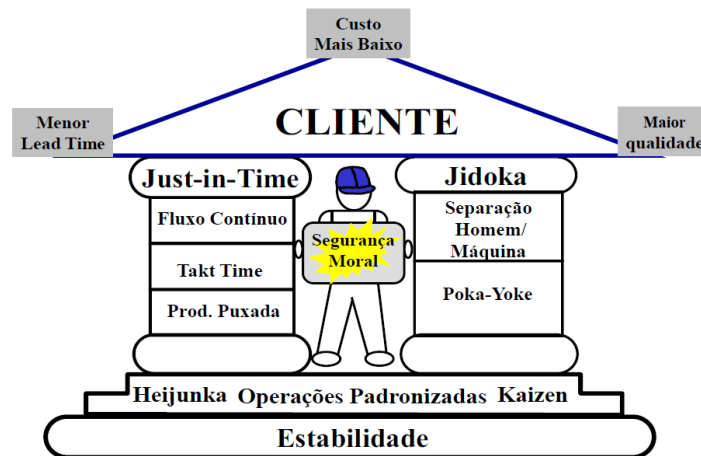 Custo
Mais Baixo
Menor
Lead Time
CLIENTE
Maior
qualidade
Just-in-Time
Jidoka
Fluxo Contínuo
Takt Time
Prod. Puxada
Segurança
Moral
Separação
Homem/
Máquina
Poka-Yoke
Heijunka Operações Padronizadas Kaizen
Estabilidade